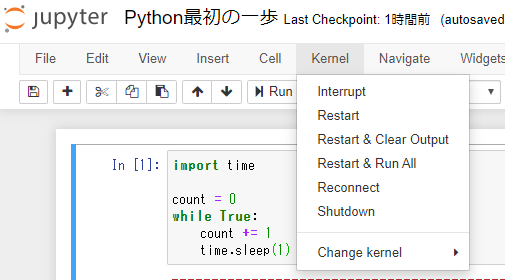 jupyter Python最初の一歩 Last Checkpoint: 1時間前 (autosaved
File Edit View Insert Cell Kernel Navigate Widgets
Run
Interrupt
Restart
Restart & Clear Output
Restart & Run All
Reconnect
Shutdown
Change kernel
In [1]: import time
count = 0
while True:
count += 1
time.sleep(1)